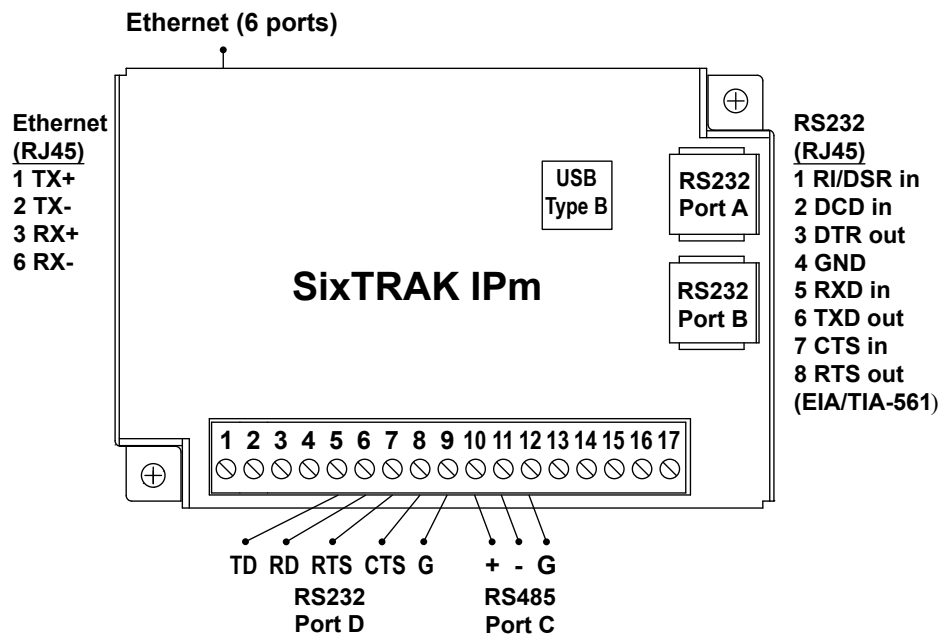 Ethernet (6 ports)
Ethernet
(RJ45)
1 TX+
2 TX-
3 RX+
6 RX-
USB
Type B
RS232
Port A
SixTRAK IPm
RS232
Port B
RS232
(RJ45)
1 RI/DSR in
2 DCD in
3 DTR out
4 GND
5 RXD in
6 TXD out
7 CTS in
8 RTS out
(EIA/TIA-561)
1 2 3 4 5 6 7 8 9 10 11 12 13 14 15 16 17
TD RD RTS CTS G + - G
RS232
Port D
RS485
Port C